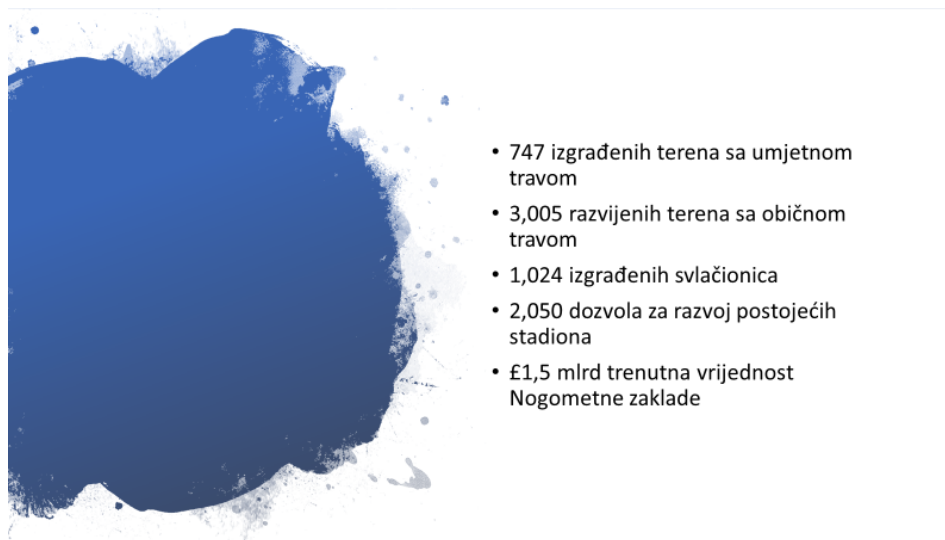 • 747 izgrađenih terena sa umjetnom
travom
• 3,005 razvijenih terena sa običnom
travom
• 1,024 izgrađenih svlačionica
• 2,050 dozvola za razvoj postojećih
stadiona
• £1,5 mlrd trenutna vrijednost
Nogometne zaklade